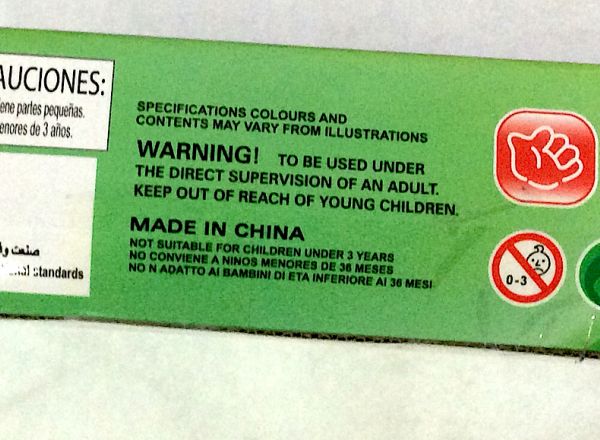 AUCIONES:
ene partes pequeñas.
enores de 3 años.
صنعت وف
standards
SPECIFICATIONS COLOURS AND
CONTENTS MAY VARY FROM ILLUSTRATIONS
WARNING! TO BE USED UNDER
THE DIRECT SUPERVISION OF AN ADULT.
KEEP OUT OF REACH OF YOUNG CHILDREN.
MADE IN CHINA
NOT SUITABLE FOR CHILDREN UNDER 3 YEARS
NO CONVIENE A NINOS MENORES DE 36 MESES
NO N ADATTO AI BAMBINI DI ETA INFERIORE AI 36 MESI
0-3